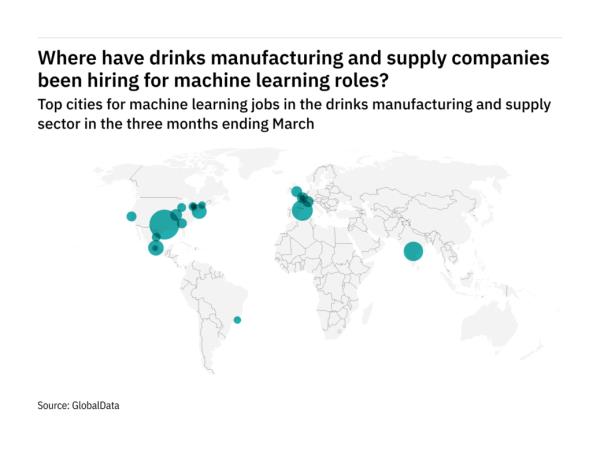 Where have drinks manufacturing and supply companies
been hiring for machine learning roles?
Top cities for machine learning jobs in the drinks manufacturing and supply
sector in the three months ending March
Source: GlobalData